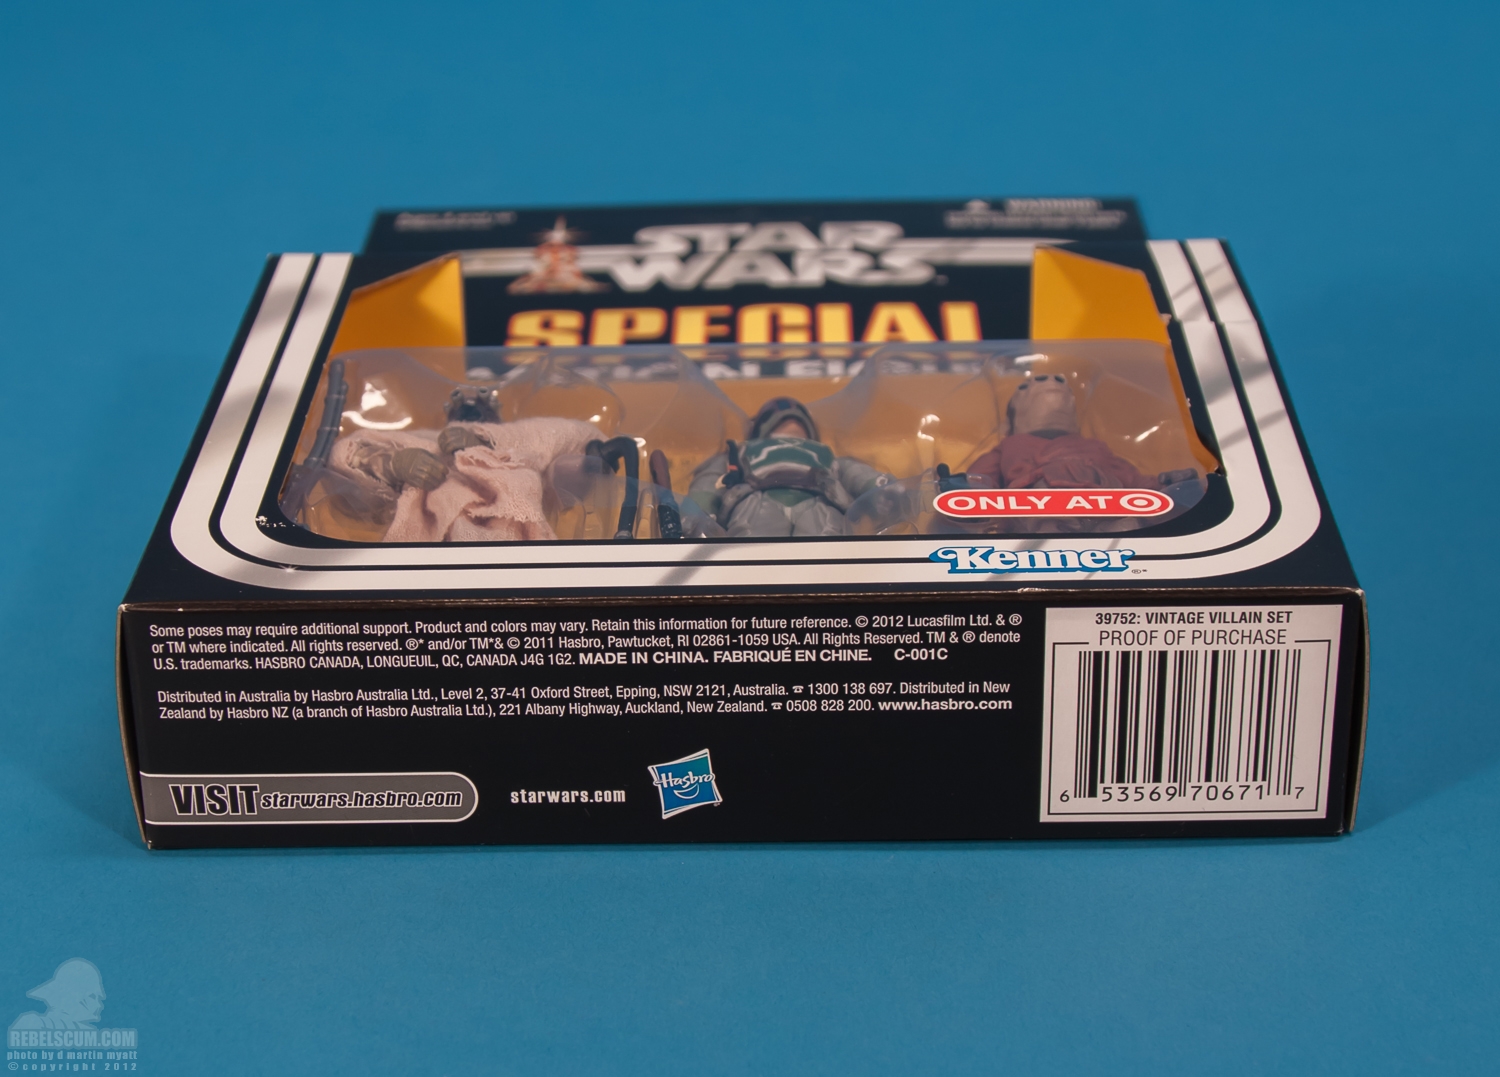 STAR
WARS
SPECIAL
ONLY AT
Kenner
Some poses may require additional support. Product and colors may vary. Retain this information for future reference. © 2012 Lucasfilm Ltd. & ®
or TM where indicated. All rights reserved. ®* and/or TM*& © 2011 Hasbro, Pawtucket, RI 02861-1059 USA. All Rights Reserved. TM & ® denote
U.S. trademarks. HASBRO CANADA, LONGUEUIL, QC, CANADA J4G 1G2. MADE IN CHINA. FABRIQUÉ EN CHINE. C-001C
Distributed in Australia by Hasbro Australia Ltd., Level 2, 37-41 Oxford Street, Epping, NSW 2121, Australia. ☎ 1300 138 697. Distributed in New
Zealand by Hasbro NZ (a branch of Hasbro Australia Ltd.), 221 Albany Highway, Auckland, New Zealand. ☎ 0508 828 200. www.hasbro.com
VISIT starwars.hasbro.com
starwars.com
Hasbro
39752: VINTAGE VILLAIN SET
PROOF OF PURCHASE
6 53569 70671 7
REBELSCUM.COM
photo by d martin myatt
©copyright 2012